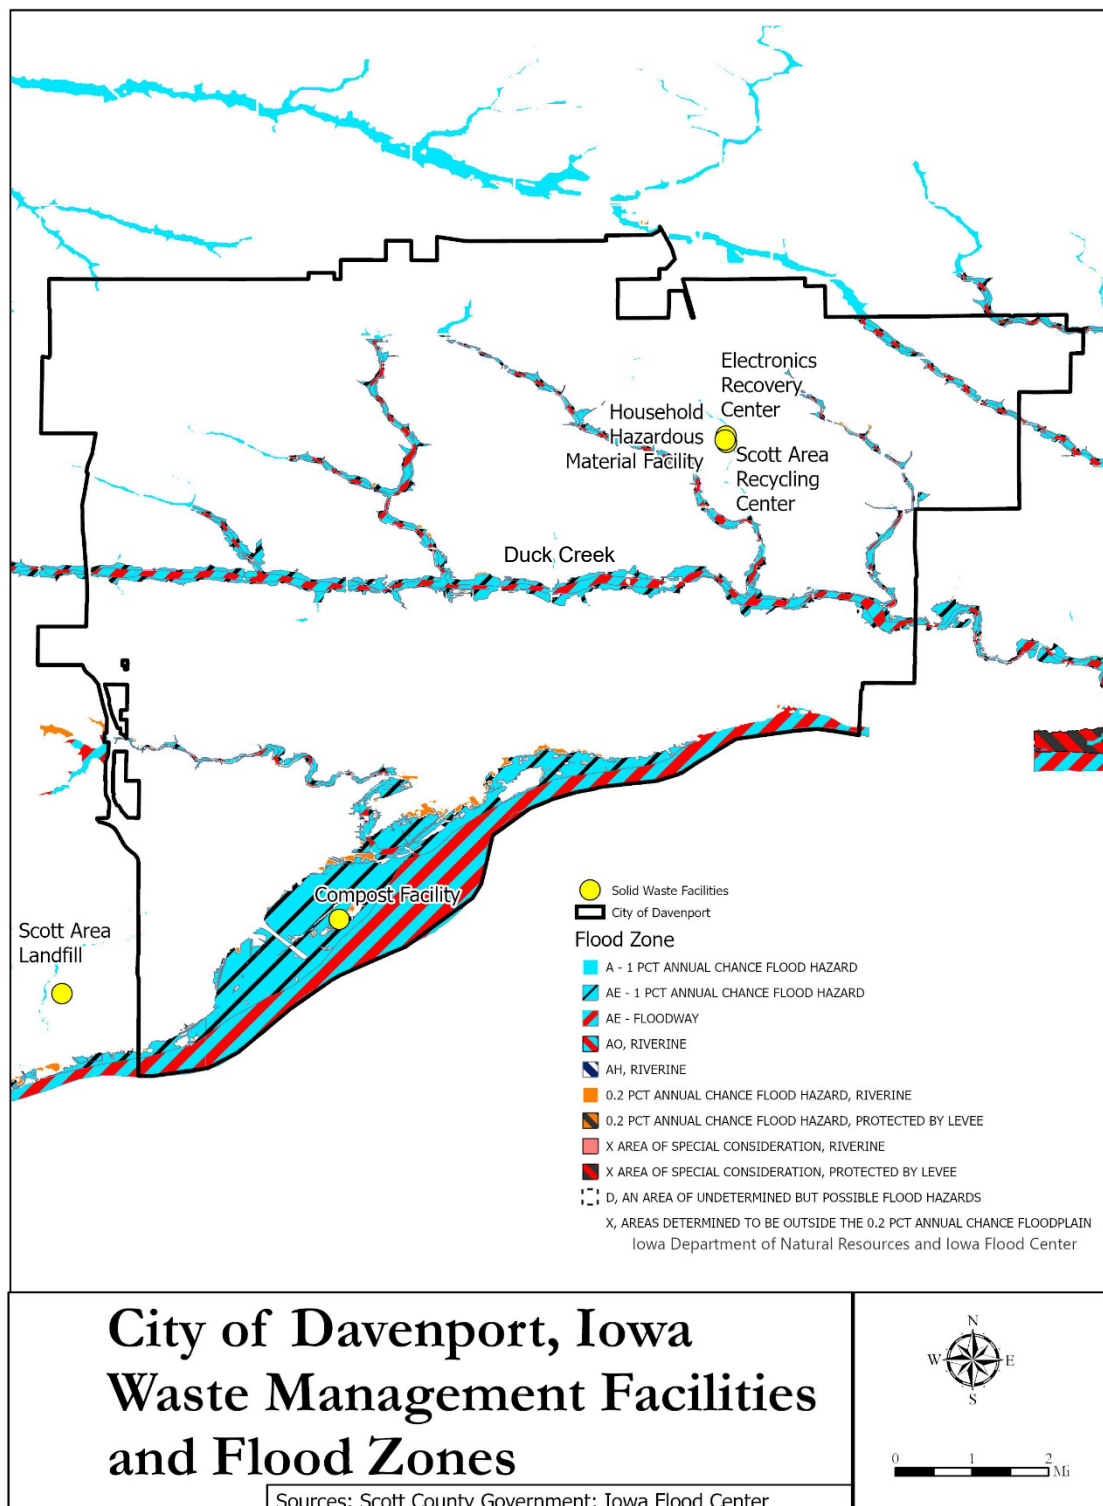 Electronics
Recovery
Center
Household
Hazardous
Material Facility
Scott Area
Recycling
Center
Duck Creek
Compost Facility
Scott Area
Landfill
Solid Waste Facilities
City of Davenport
Flood Zone
A - 1 PCT ANNUAL CHANCE FLOOD HAZARD
AE - 1 PCT ANNUAL CHANCE FLOOD HAZARD
AE - FLOODWAY
AO, RIVERINE
AH, RIVERINE
0.2 PCT ANNUAL CHANCE FLOOD HAZARD, RIVERINE
0.2 PCT ANNUAL CHANCE FLOOD HAZARD, PROTECTED BY LEVEE
X AREA OF SPECIAL CONSIDERATION, RIVERINE
X AREA OF SPECIAL CONSIDERATION, PROTECTED BY LEVEE
D, AN AREA OF UNDETERMINED BUT POSSIBLE FLOOD HAZARDS
X, AREAS DETERMINED TO BE OUTSIDE THE 0.2 PCT ANNUAL CHANCE FLOODPLAIN
Iowa Department of Natural Resources and Iowa Flood Center
City of Davenport, Iowa
Waste Management Facilities
and Flood Zones
Sources: Scott County Government; Iowa Flood Center
N
W E
S
0 1 2
Mi